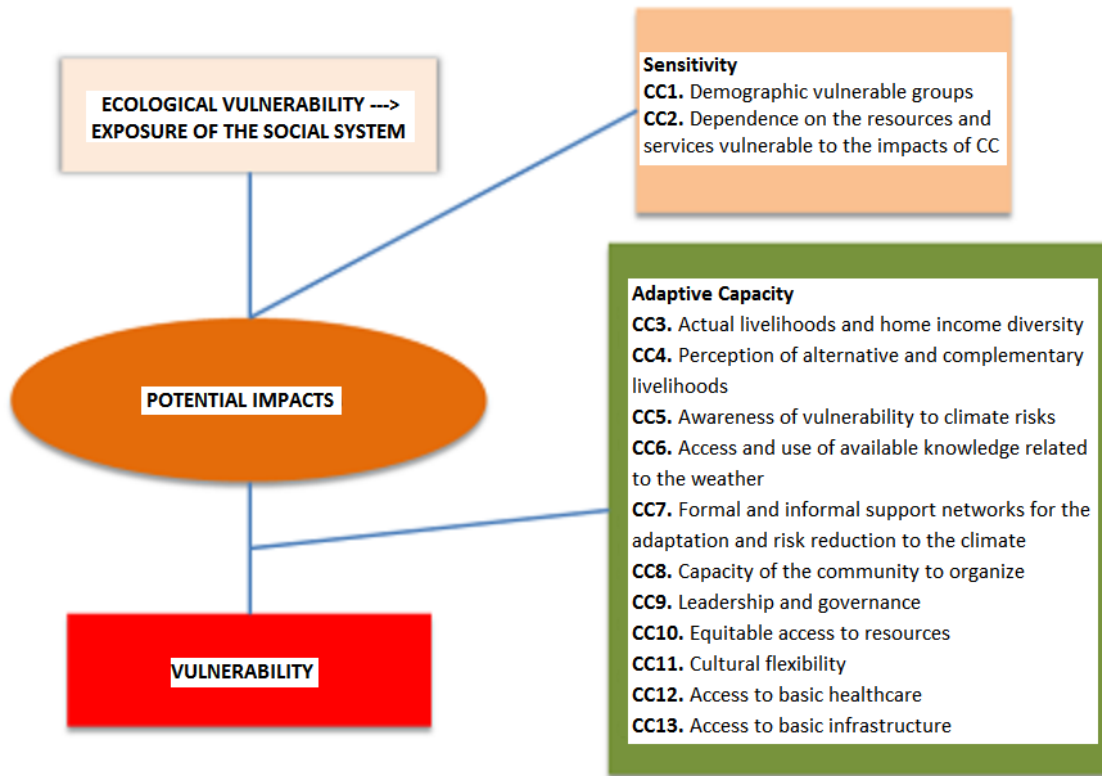 ECOLOGICAL VULNERABILITY --->
EXPOSURE OF THE SOCIAL SYSTEM
Sensitivity
CC1. Demographic vulnerable groups
CC2. Dependence on the resources and
services vulnerable to the impacts of CC
POTENTIAL IMPACTS
Adaptive Capacity
CC3. Actual livelihoods and home income diversity
CC4. Perception of alternative and complementary
livelihoods
CC5. Awareness of vulnerability to climate risks
CC6. Access and use of available knowledge related
to the weather
CC7. Formal and informal support networks for the
adaptation and risk reduction to the climate
CC8. Capacity of the community to organize
CC9. Leadership and governance
CC10. Equitable access to resources
CC11. Cultural flexibility
CC12. Access to basic healthcare
CC13. Access to basic infrastructure
VULNERABILITY